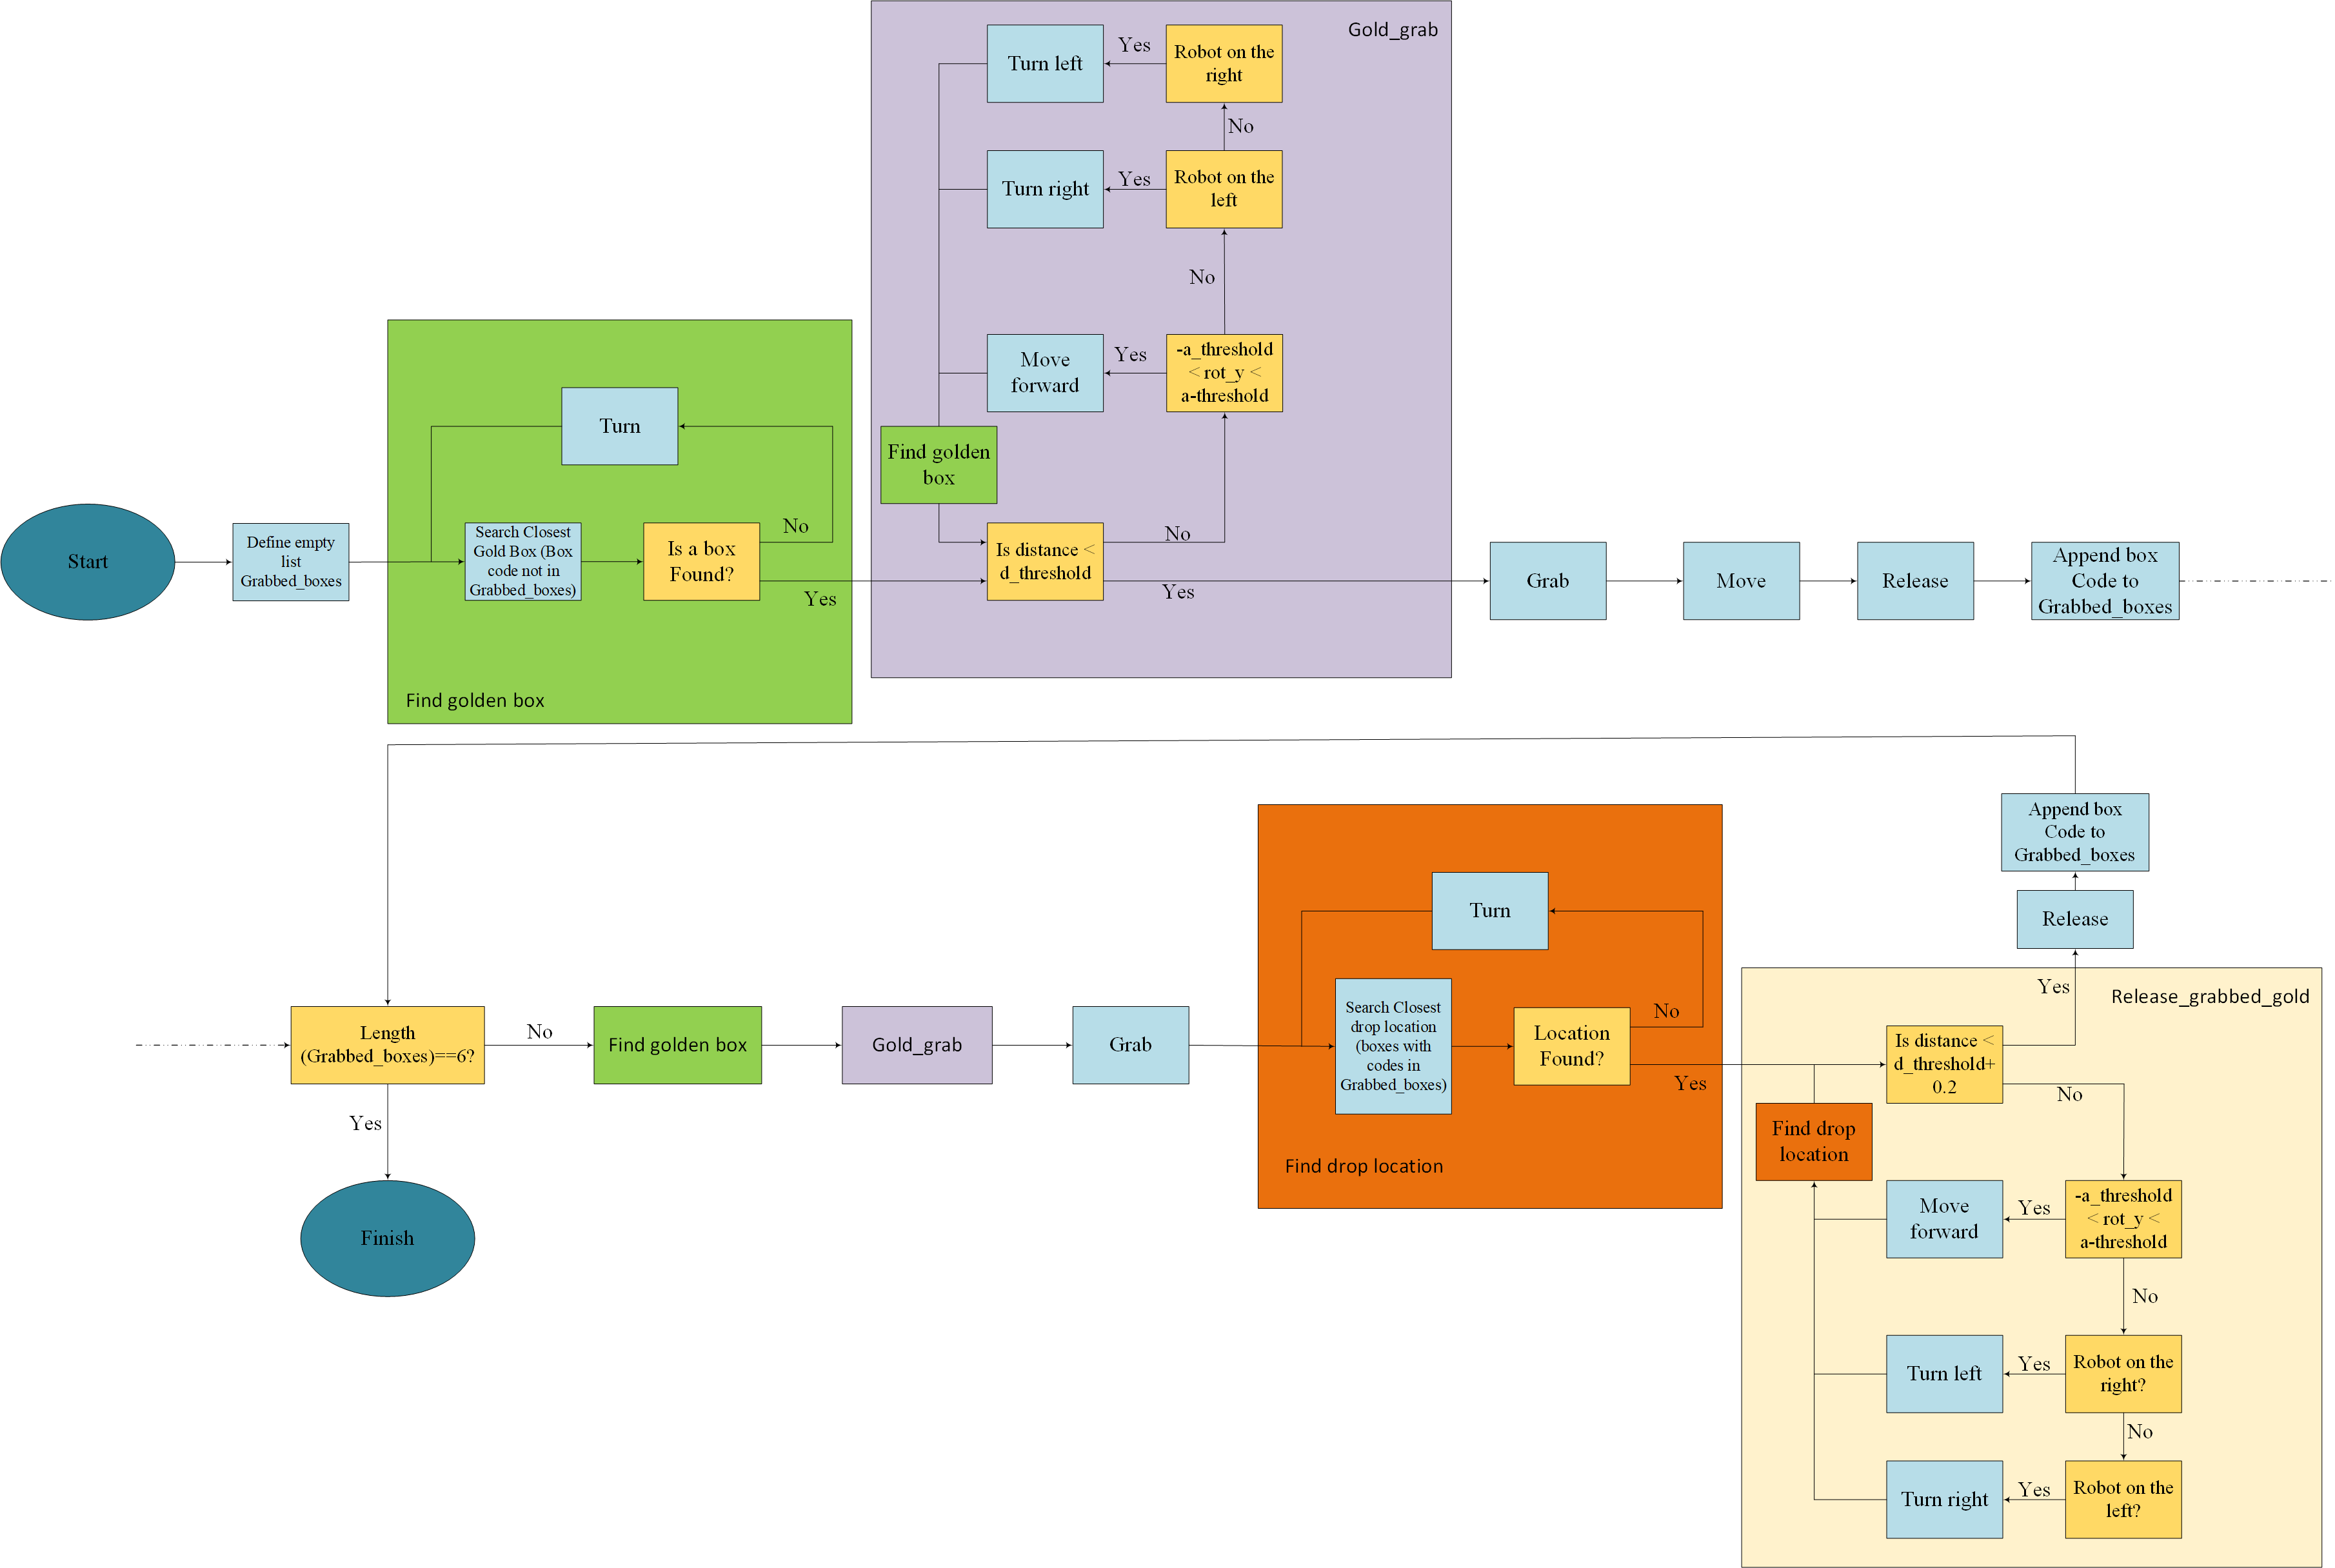 Gold_grab
Turn left
Yes
Robot on the
right
No
Turn right
Yes
Robot on the
left
No
Move
forward
Yes
-a_threshold
< rot_y <
a-threshold
Find golden
box
Is distance <
d_threshold
No
Yes
Turn
Start
Define empty
list
Grabbed_boxes
Search Closest
Gold Box (Box
code not in
Grabbed_boxes)
Is a box
Found?
No
Yes
Find golden box
Grab
Move
Release
Append box
Code to
Grabbed_boxes
Append box
Code to
Grabbed_boxes
Release
Yes
Length
(Grabbed_boxes)==6?
No
Yes
Finish
Find golden box
Gold_grab
Grab
Turn
Search Closest
drop location
(boxes with
codes in
Grabbed_boxes)
Location
Found?
No
Yes
Find drop location
Release_grabbed_gold
Is distance <
d_threshold+
0.2
No
Find drop
location
Move
forward
Yes
-a_threshold
< rot_y <
a-threshold
No
Turn left
Yes
Robot on the
right?
No
Turn right
Yes
Robot on the
left?